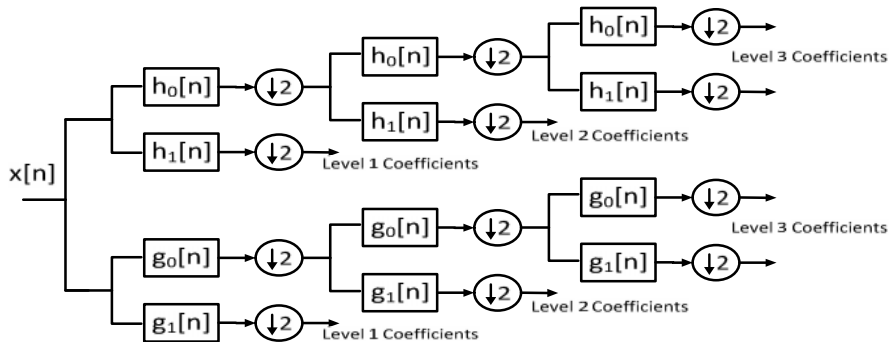 h₀[n] ↓2
Level 3 Coefficients
h₀[n] ↓2
h₀[n] ↓2
h₁[n] ↓2
h₁[n] ↓2
Level 2 Coefficients
h₁[n] ↓2
Level 1 Coefficients
x[n]
g₀[n] ↓2
Level 3 Coefficients
g₀[n] ↓2
g₀[n] ↓2
g₁[n] ↓2
g₁[n] ↓2
Level 2 Coefficients
g₁[n] ↓2
Level 1 Coefficients